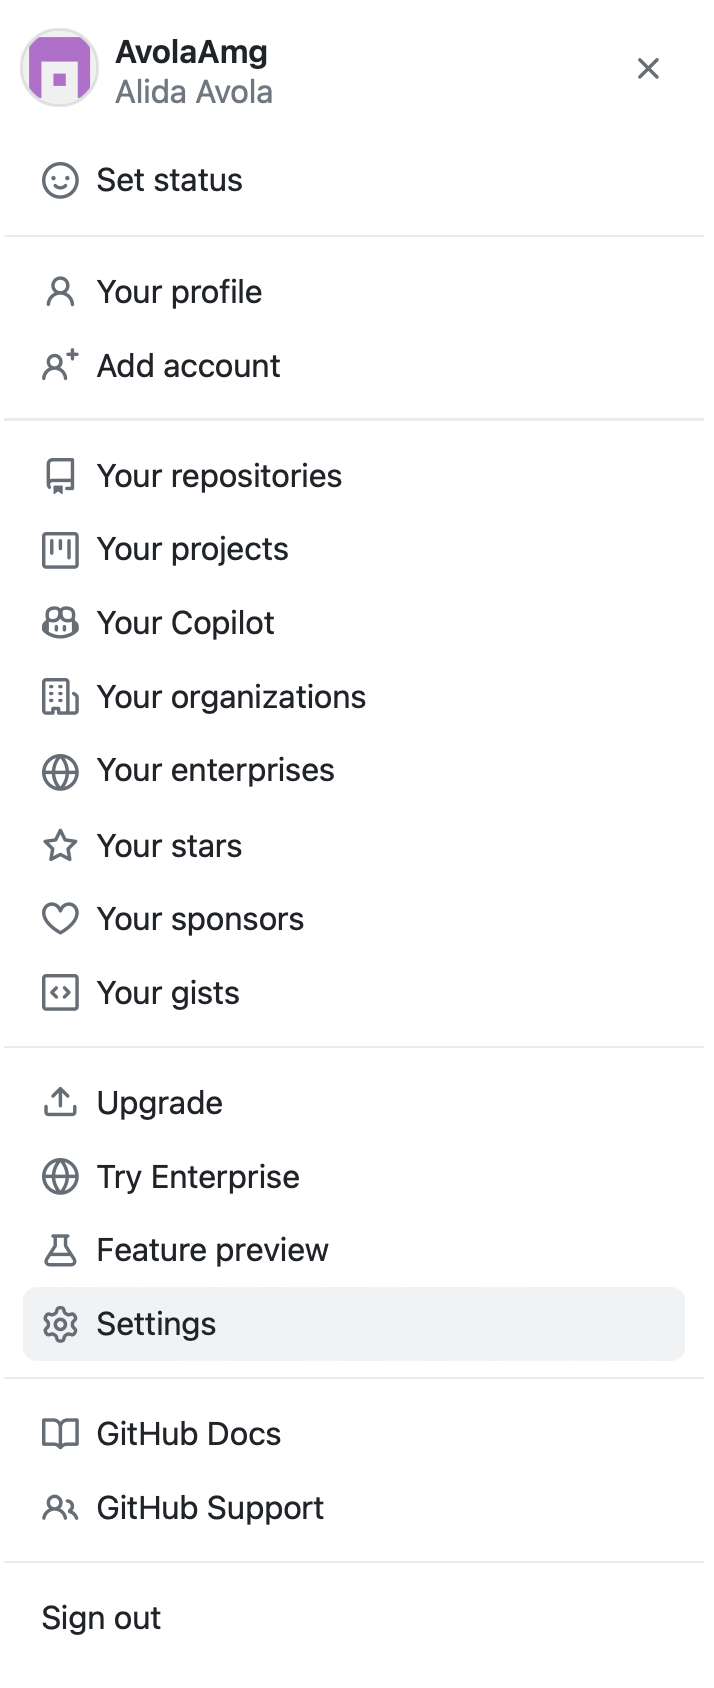 AvolaAmg
Alida Avola
Set status
Your profile
Add account
Your repositories
Your projects
Your Copilot
Your organizations
Your enterprises
Your stars
Your sponsors
Your gists
Upgrade
Try Enterprise
Feature preview
Settings
GitHub Docs
GitHub Support
Sign out